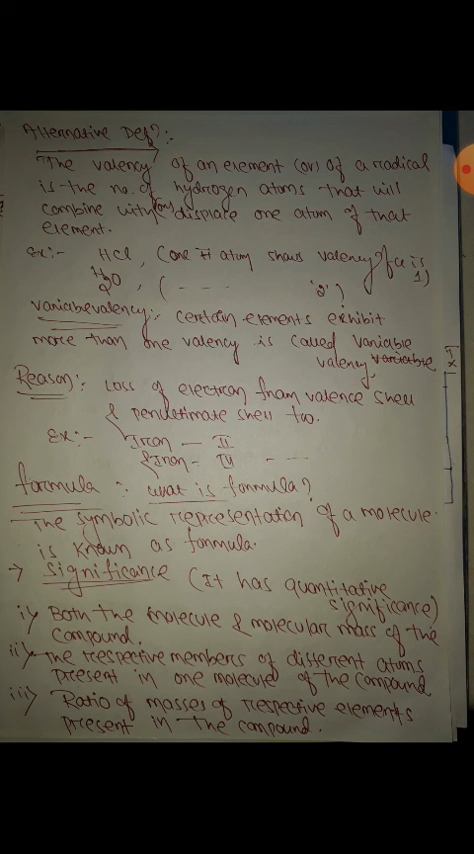 Alternative Defn:-
The valency of an element (or) of a radical
is the no. of hydrogen atoms that will
combine with (or) displace one atom of that
element.
Ex:- HCl, (one H atom shows valency of Cl is 1)
H2O, (- - - '2')
Variable valency:- Certain elements exhibit
more than one valency is called variable
valency. variable
Reason:- Loss of electron from valence shell
& penultimate shell too.
Ex:- Iron — II
Iron - - - -
formula :- what is formula?
The symbolic representation of a molecule
is known as formula.
→ Significance (It has quantitative
significance)
i) Both the molecule & molecular mass of the
compound.
ii) The respective members of different atoms
present in one molecule of the compound
iii) Ratio of masses of respective elements
present in the compound.